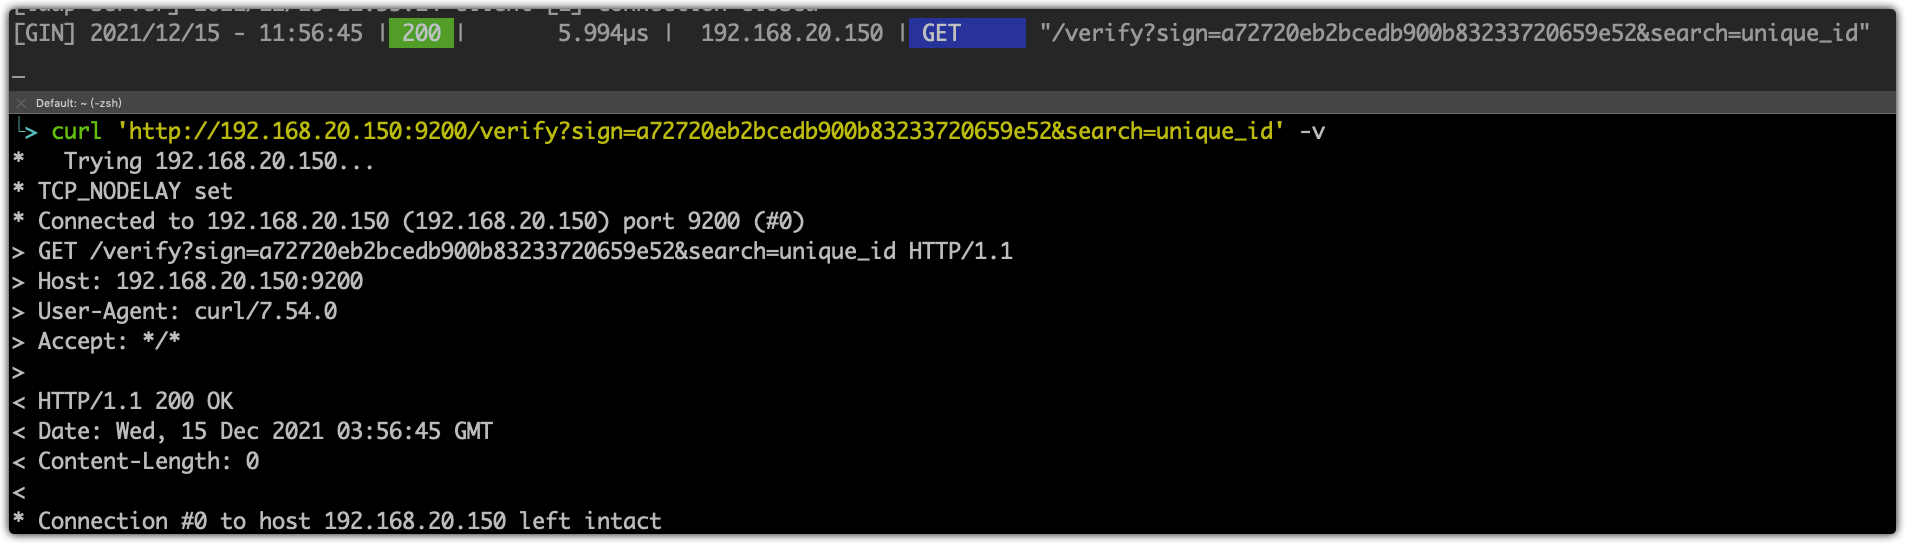 [GIN] 2021/12/15 - 11:56:45 | 200 | 5.994µs | 192.168.20.150 | GET "/verify?sign=a72720eb2bcedb900b83233720659e52&search=unique_id"
Default: ~ (-zsh)
> curl 'http://192.168.20.150:9200/verify?sign=a72720eb2bcedb900b83233720659e52&search=unique_id' -v
*   Trying 192.168.20.150...
* TCP_NODELAY set
* Connected to 192.168.20.150 (192.168.20.150) port 9200 (#0)
> GET /verify?sign=a72720eb2bcedb900b83233720659e52&search=unique_id HTTP/1.1
> Host: 192.168.20.150:9200
> User-Agent: curl/7.54.0
> Accept: */*
>
< HTTP/1.1 200 OK
< Date: Wed, 15 Dec 2021 03:56:45 GMT
< Content-Length: 0
<
* Connection #0 to host 192.168.20.150 left intact